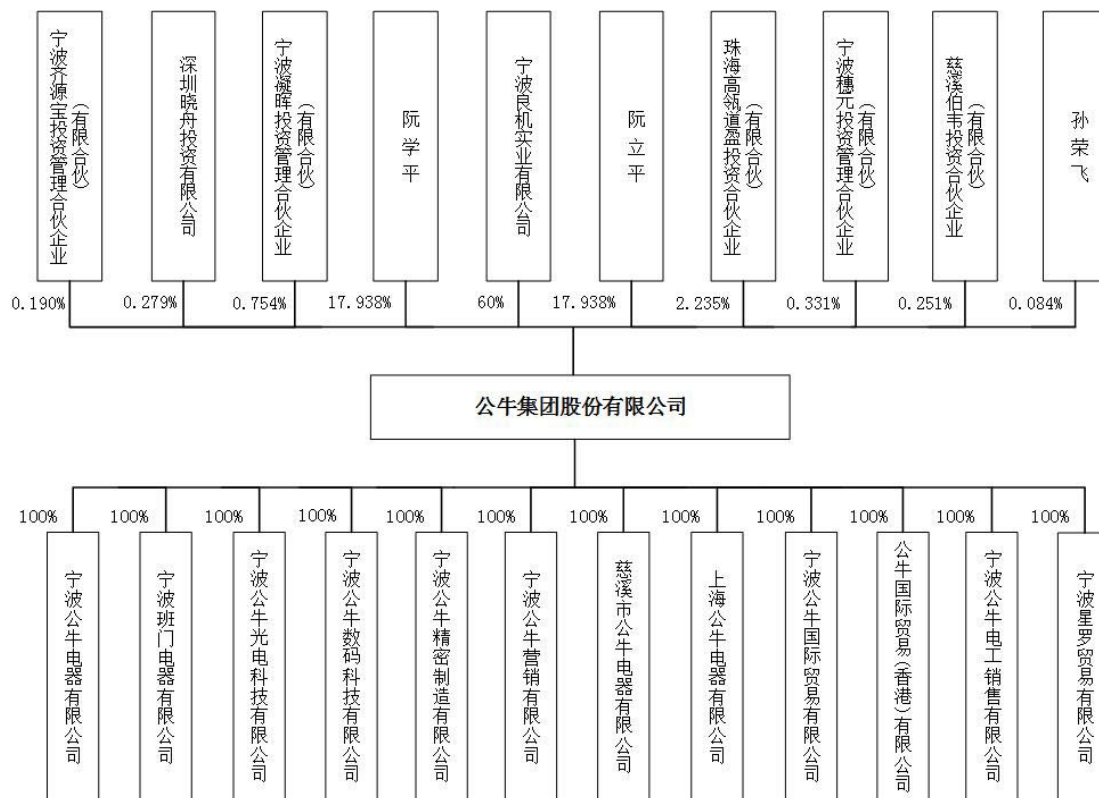 宁波齐源宝投资管理合伙企业
（有限合伙）
深圳晓舟投资有限公司
宁波凝晖投资管理合伙企业
（有限合伙）
阮学平
宁波良机实业有限公司
阮立平
珠海高瓴道盈投资合伙企业
（有限合伙）
宁波穗元投资管理合伙企业
（有限合伙）
慈溪伯韦投资合伙企业
（有限合伙）
孙荣飞
0.190%
0.279%
0.754%
17.938%
60%
17.938%
2.235%
0.331%
0.251%
0.084%
公牛集团股份有限公司
100%
100%
100%
100%
100%
100%
100%
100%
100%
100%
100%
100%
宁波公牛电器有限公司
宁波班门电器有限公司
宁波公牛光电科技有限公司
宁波公牛数码科技有限公司
宁波公牛精密制造有限公司
宁波公牛营销有限公司
慈溪市公牛电器有限公司
上海公牛电器有限公司
宁波公牛国际贸易有限公司
公牛国际贸易(香港)有限公司
宁波公牛电工销售有限公司
宁波星罗贸易有限公司